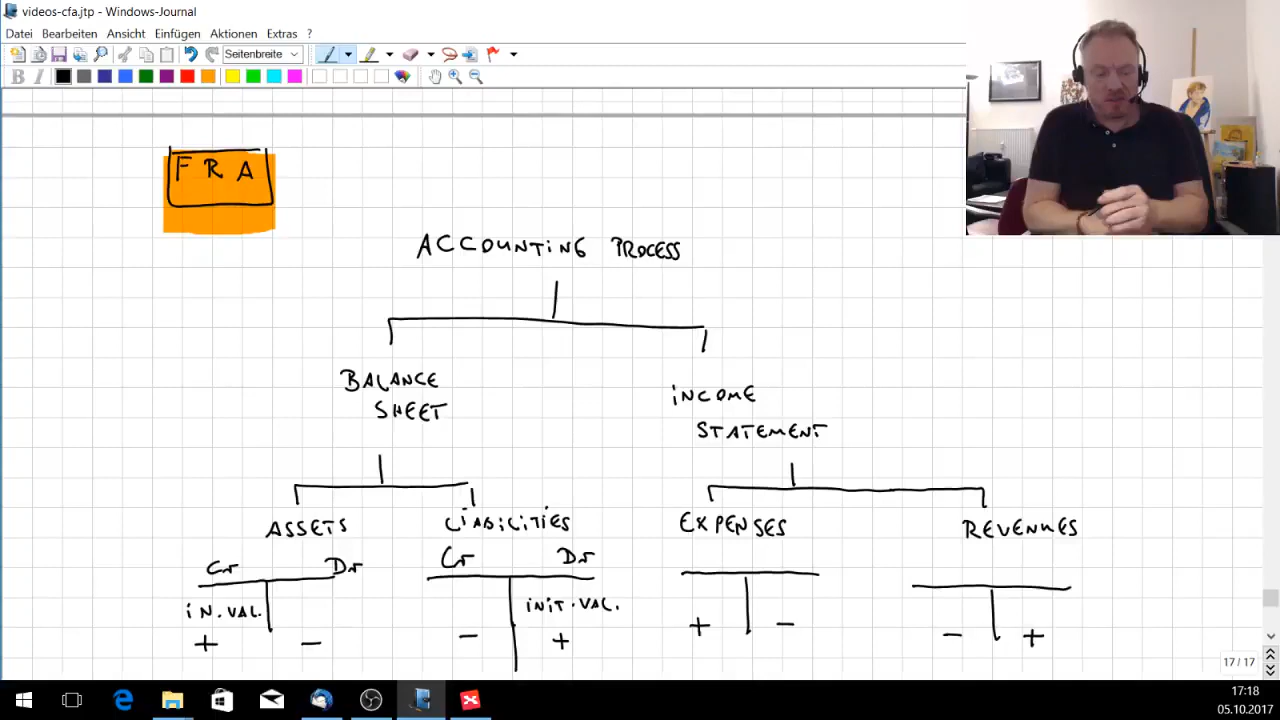 videos-cfa.jtp - Windows-Journal
Datei Bearbeiten Ansicht Einfügen Aktionen Extras ?
Seitenbreite
B I
FRA
ACCOUNTING PROCESS
BALANCE
SHEET
INCOME
STATEMENT
ASSETS LIABILITIES EXPENSES REVENUES
Cr Dr Cr Dr
IN.VAL. INIT.VAL.
+ - - + + - - +
17 / 17
17:18
05.10.2017